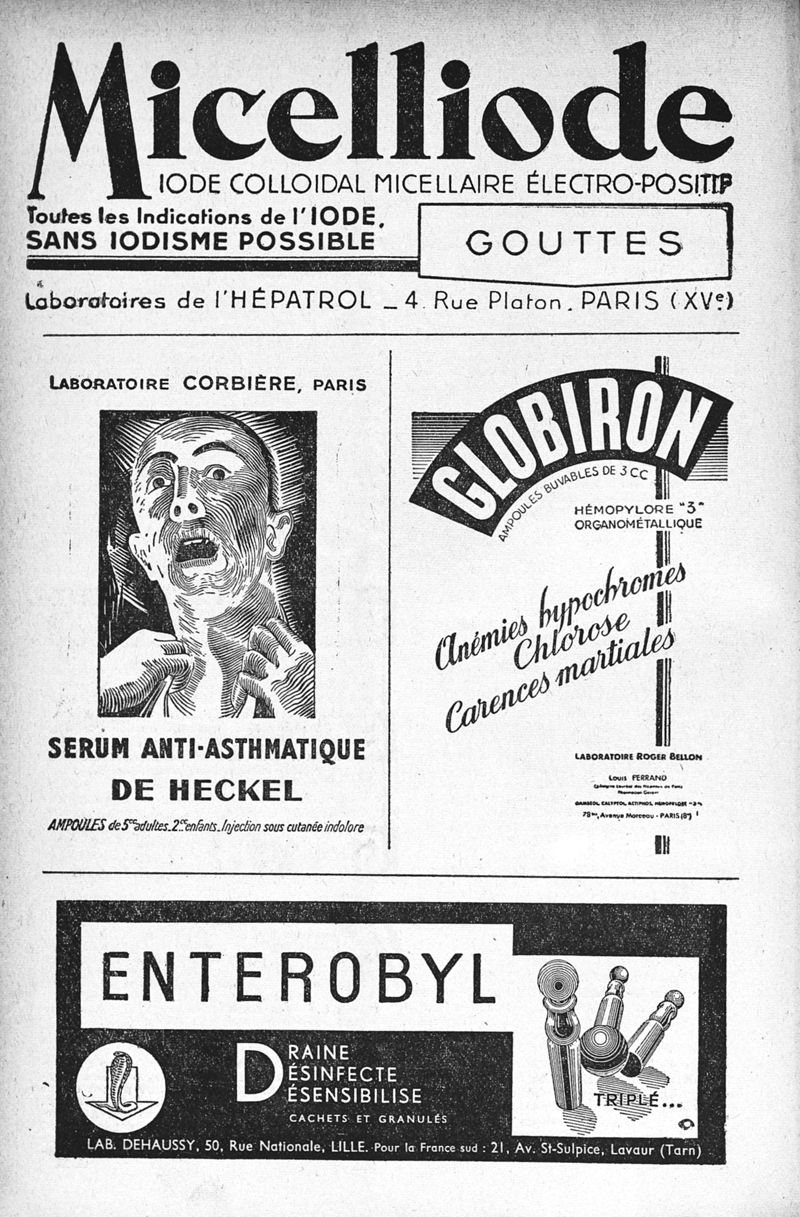 Micelliode
IODE COLLOIDAL MICELLAIRE ÉLECTRO-POSITIF
Toutes les Indications de l'IODE,
SANS IODISME POSSIBLE
GOUTTES
Laboratoires de l'HÉPATROL _ 4. Rue Platon. PARIS (XVe)
LABORATOIRE CORBIÈRE, PARIS
SERUM ANTI-ASTHMATIQUE
DE HECKEL
AMPOULES de 5cc adultes_2cc enfants_Injection sous cutanée indolore
GLOBIRON
AMPOULES BUVABLES DE 3 CC
HÉMOPYLORE "3"
ORGANOMÉTALLIQUE
Anémies hypochromes
Chlorose
Carences martiales
LABORATOIRE ROGER BELLON
LOUIS FERRAND
78bis, Avenue Marceau - PARIS (8e)
ENTEROBYL
DRAINE
DÉSINFECTE
DÉSENSIBILISE
CACHETS ET GRANULÉS
TRIPLÉ...
LAB. DEHAUSSY, 50, Rue Nationale, LILLE. Pour la France sud : 21, Av. St-Sulpice, Lavaur (Tarn)